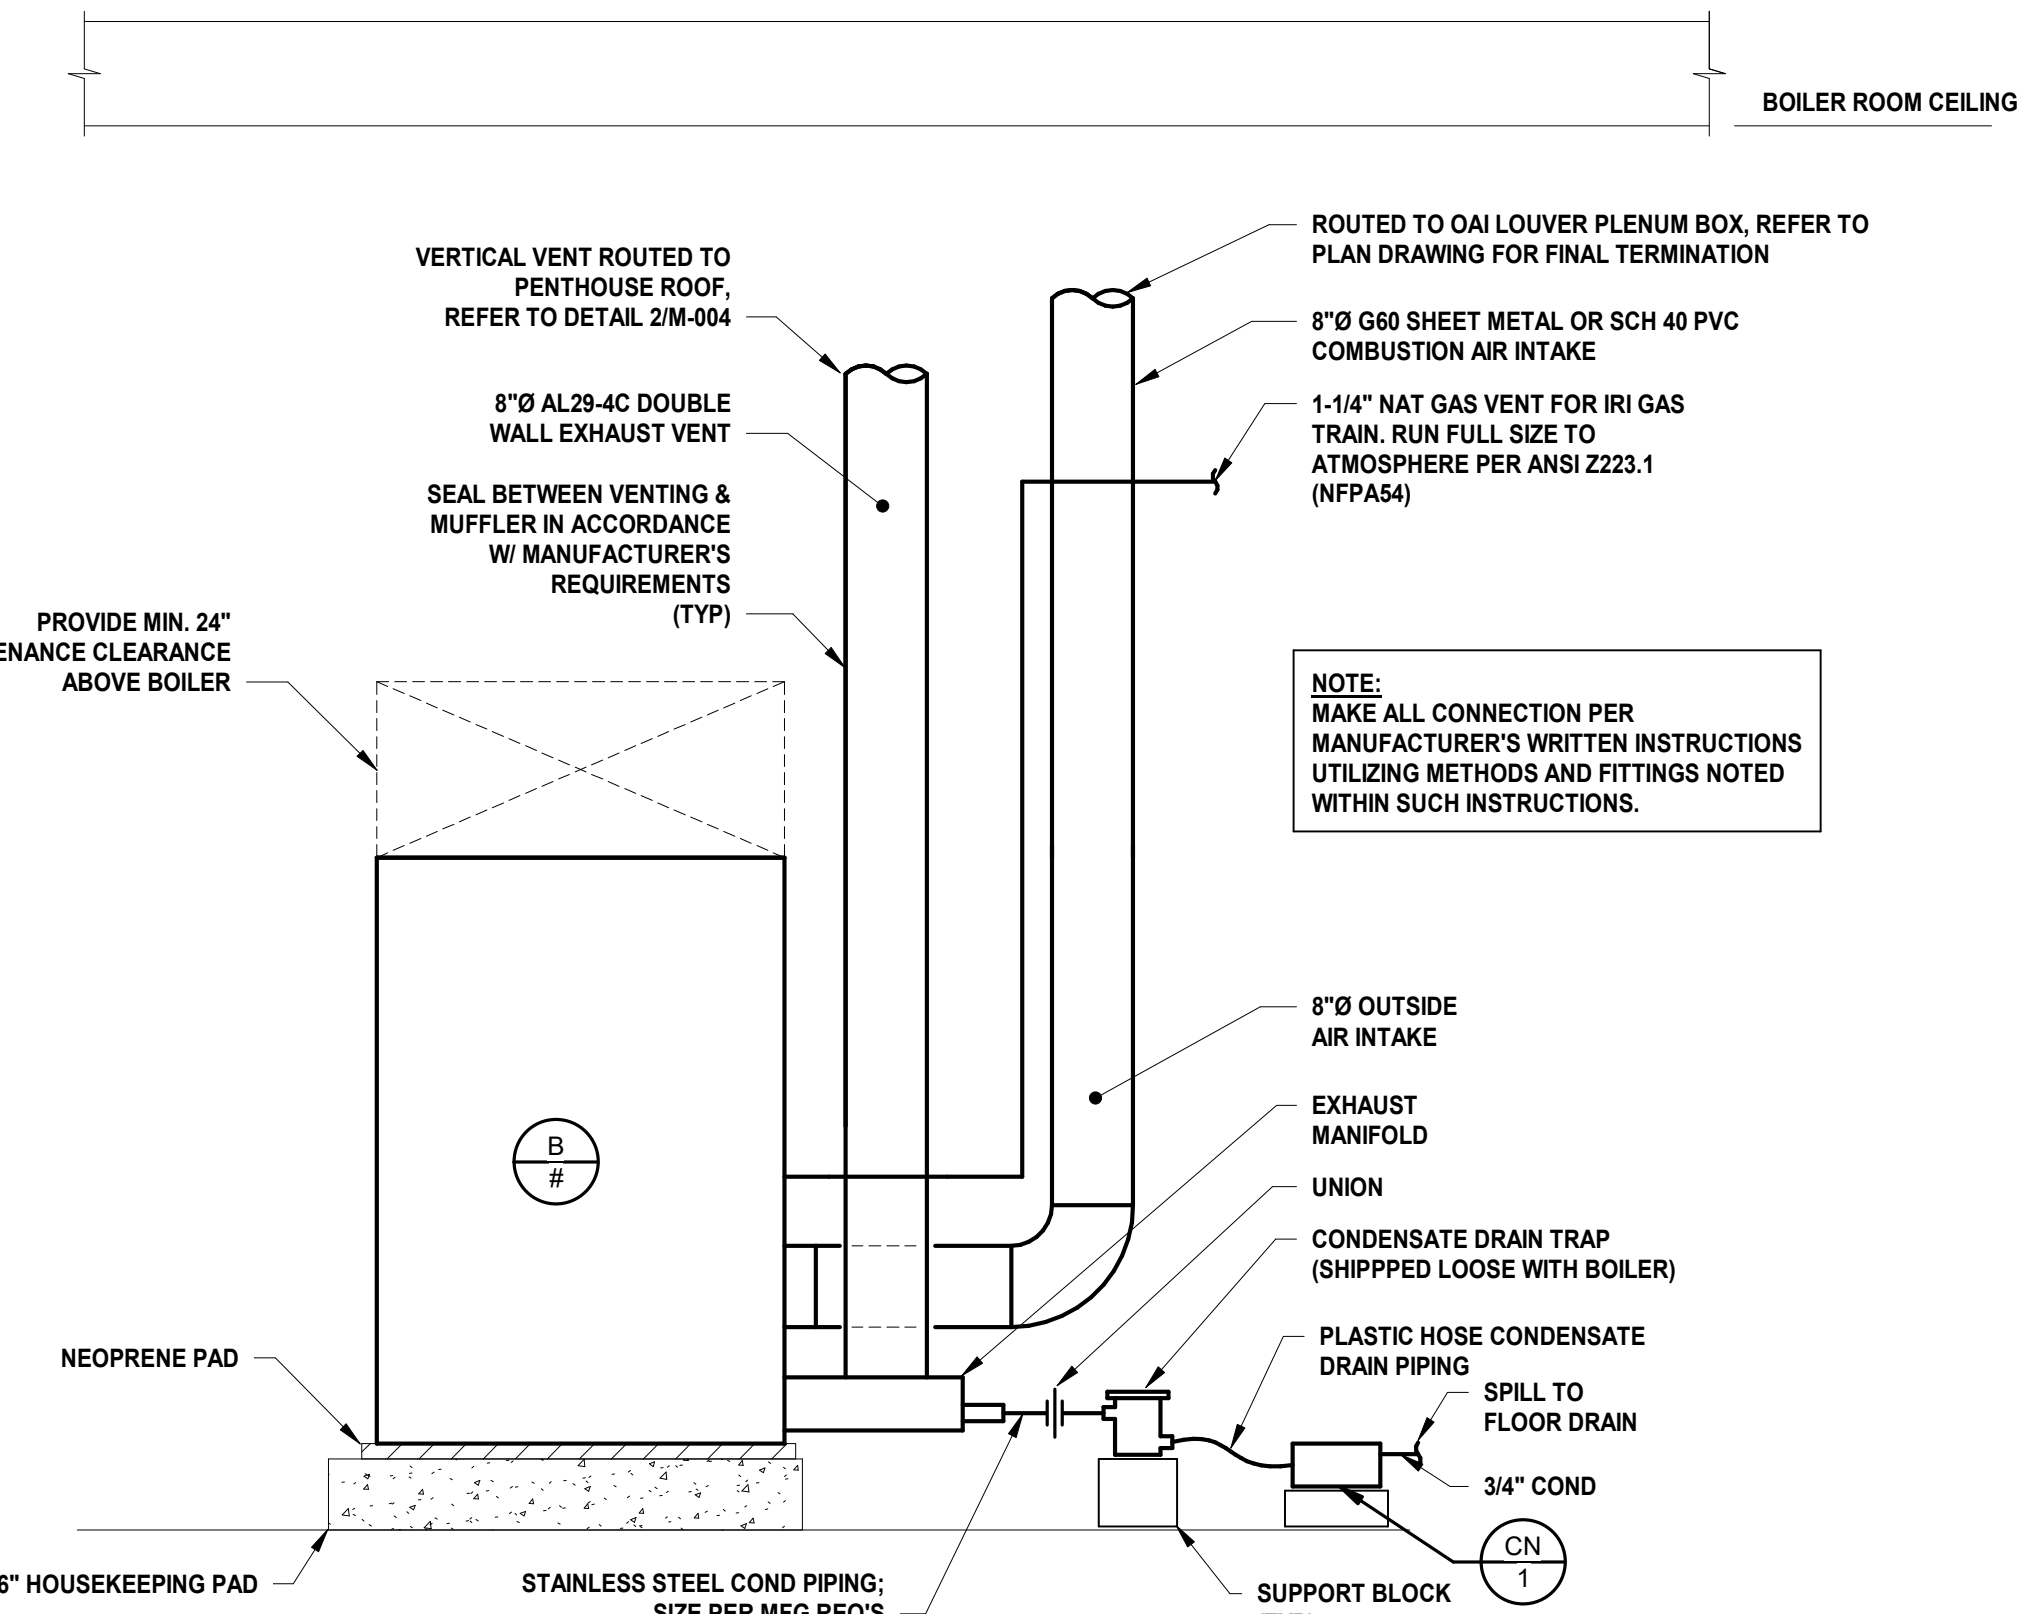 BOILER ROOM CEILING
VERTICAL VENT ROUTED TO
PENTHOUSE ROOF,
REFER TO DETAIL 2/M-004
8"Ø AL29-4C DOUBLE
WALL EXHAUST VENT
SEAL BETWEEN VENTING &
MUFFLER IN ACCORDANCE
W/ MANUFACTURER'S
REQUIREMENTS
(TYP)
PROVIDE MIN. 24"
ENANCE CLEARANCE
ABOVE BOILER
ROUTED TO OAI LOUVER PLENUM BOX, REFER TO
PLAN DRAWING FOR FINAL TERMINATION
8"Ø G60 SHEET METAL OR SCH 40 PVC
COMBUSTION AIR INTAKE
1-1/4" NAT GAS VENT FOR IRI GAS
TRAIN. RUN FULL SIZE TO
ATMOSPHERE PER ANSI Z223.1
(NFPA54)
NOTE:
MAKE ALL CONNECTION PER
MANUFACTURER'S WRITTEN INSTRUCTIONS
UTILIZING METHODS AND FITTINGS NOTED
WITHIN SUCH INSTRUCTIONS.
8"Ø OUTSIDE
AIR INTAKE
EXHAUST
MANIFOLD
UNION
CONDENSATE DRAIN TRAP
(SHIPPPED LOOSE WITH BOILER)
PLASTIC HOSE CONDENSATE
DRAIN PIPING
SPILL TO
FLOOR DRAIN
3/4" COND
B
#
NEOPRENE PAD
6" HOUSEKEEPING PAD
STAINLESS STEEL COND PIPING;
SIZE PER MFG REQ'S
SUPPORT BLOCK
CN
1